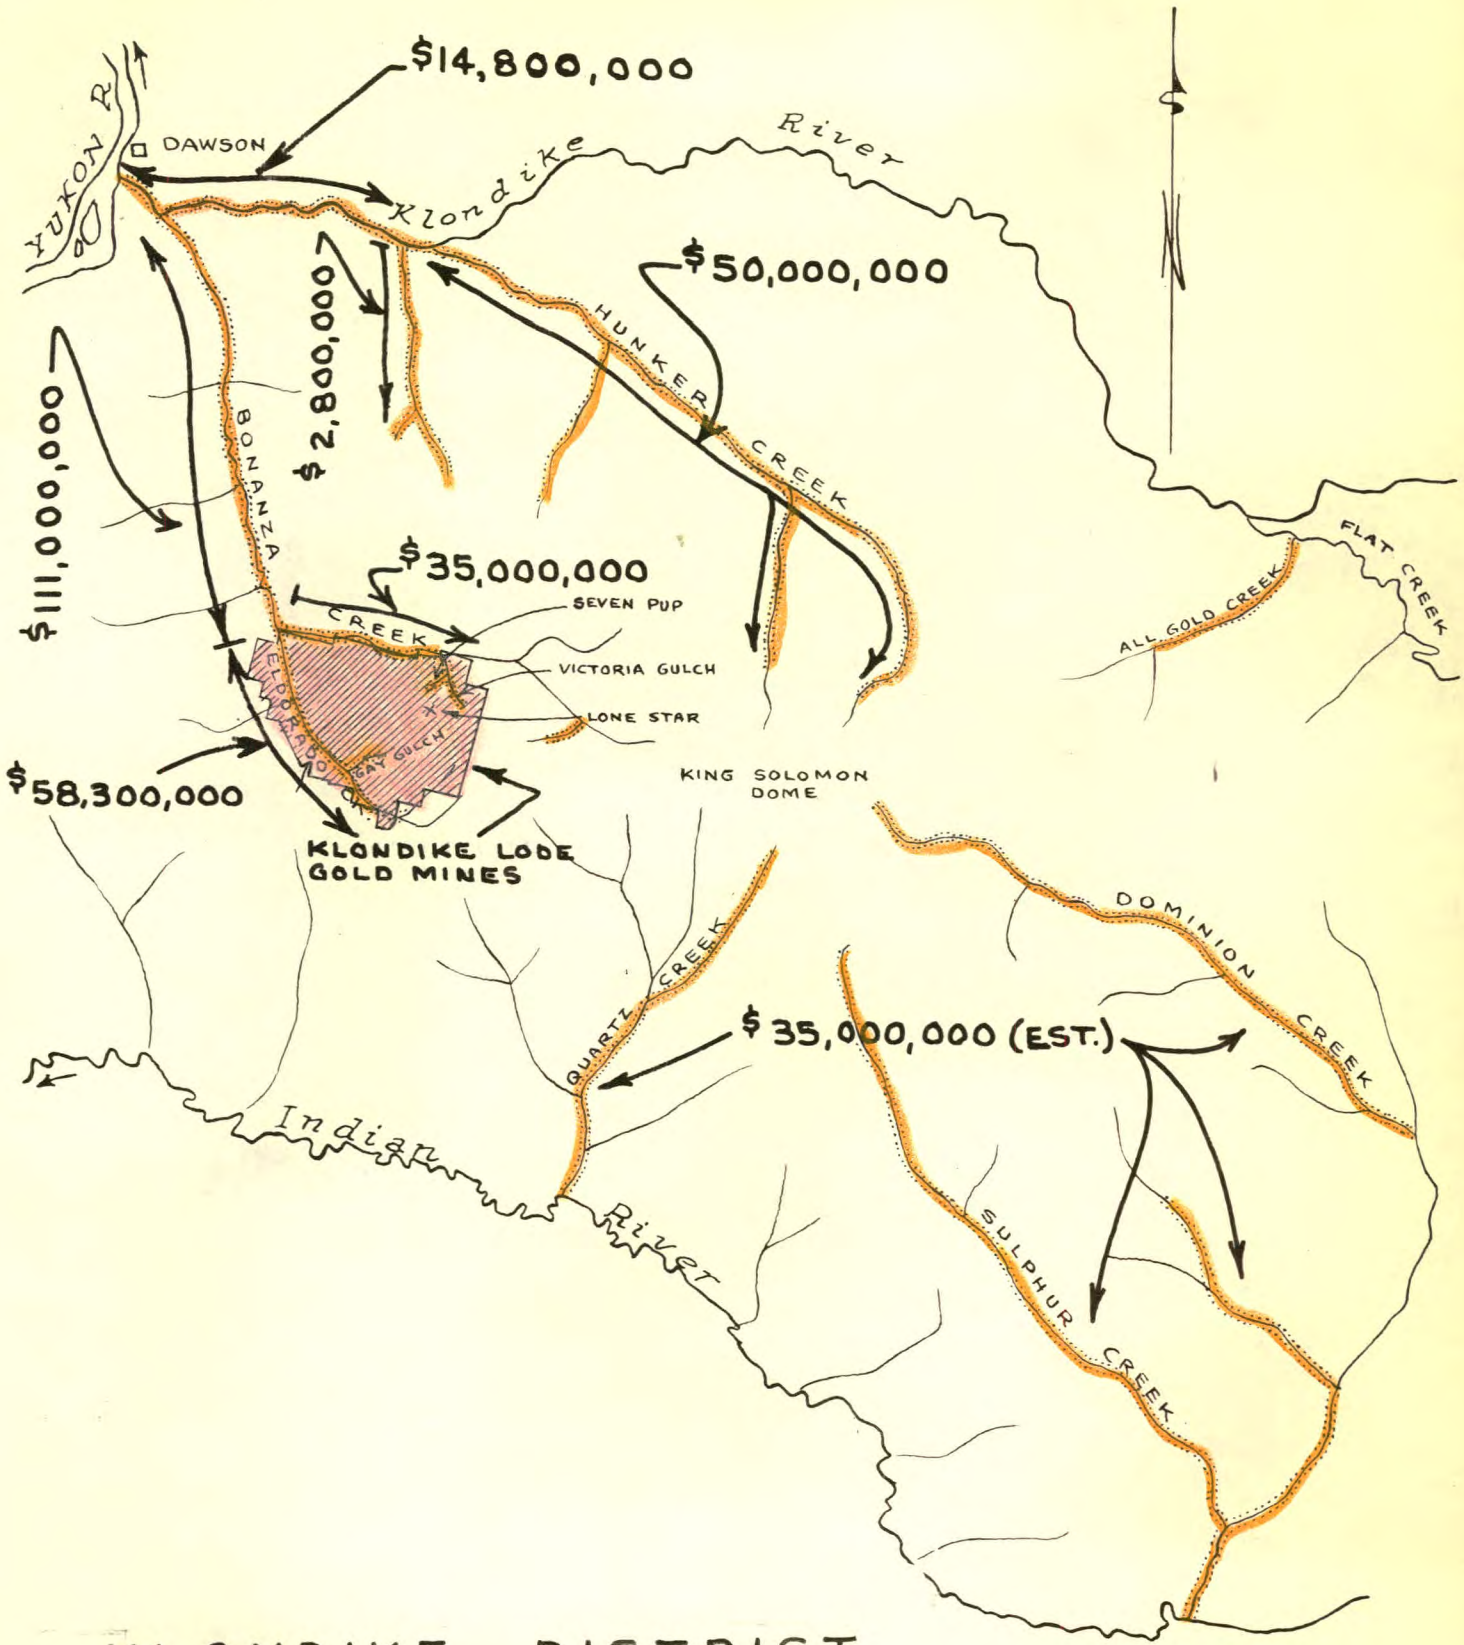 $14,800,000
YUKON R
DAWSON
Klondike River
$50,000,000
$2,800,000
HUNKER CREEK
$111,000,000
BONANZA CREEK
$35,000,000
SEVEN PUP
VICTORIA GULCH
LONE STAR
ELDORADO CK.
GAY GULCH
$58,300,000
KLONDIKE LODE
GOLD MINES
FLAT CREEK
ALL GOLD CREEK
KING SOLOMON
DOME
DOMINION CREEK
QUARTZ CREEK
$35,000,000 (EST.)
Indian River
SULPHUR CREEK
N
KLONDIKE DISTRICT